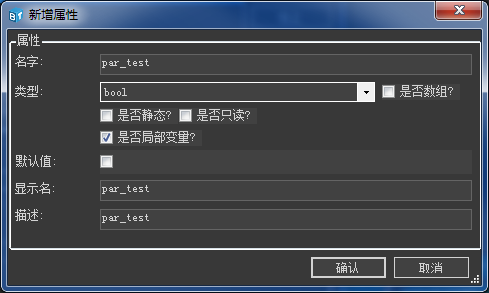 新增属性
属性
名字: par_test
类型: bool 是否数组?
是否静态? 是否只读?
是否局部变量?
默认值:
显示名: par_test
描述: par_test
确认 取消